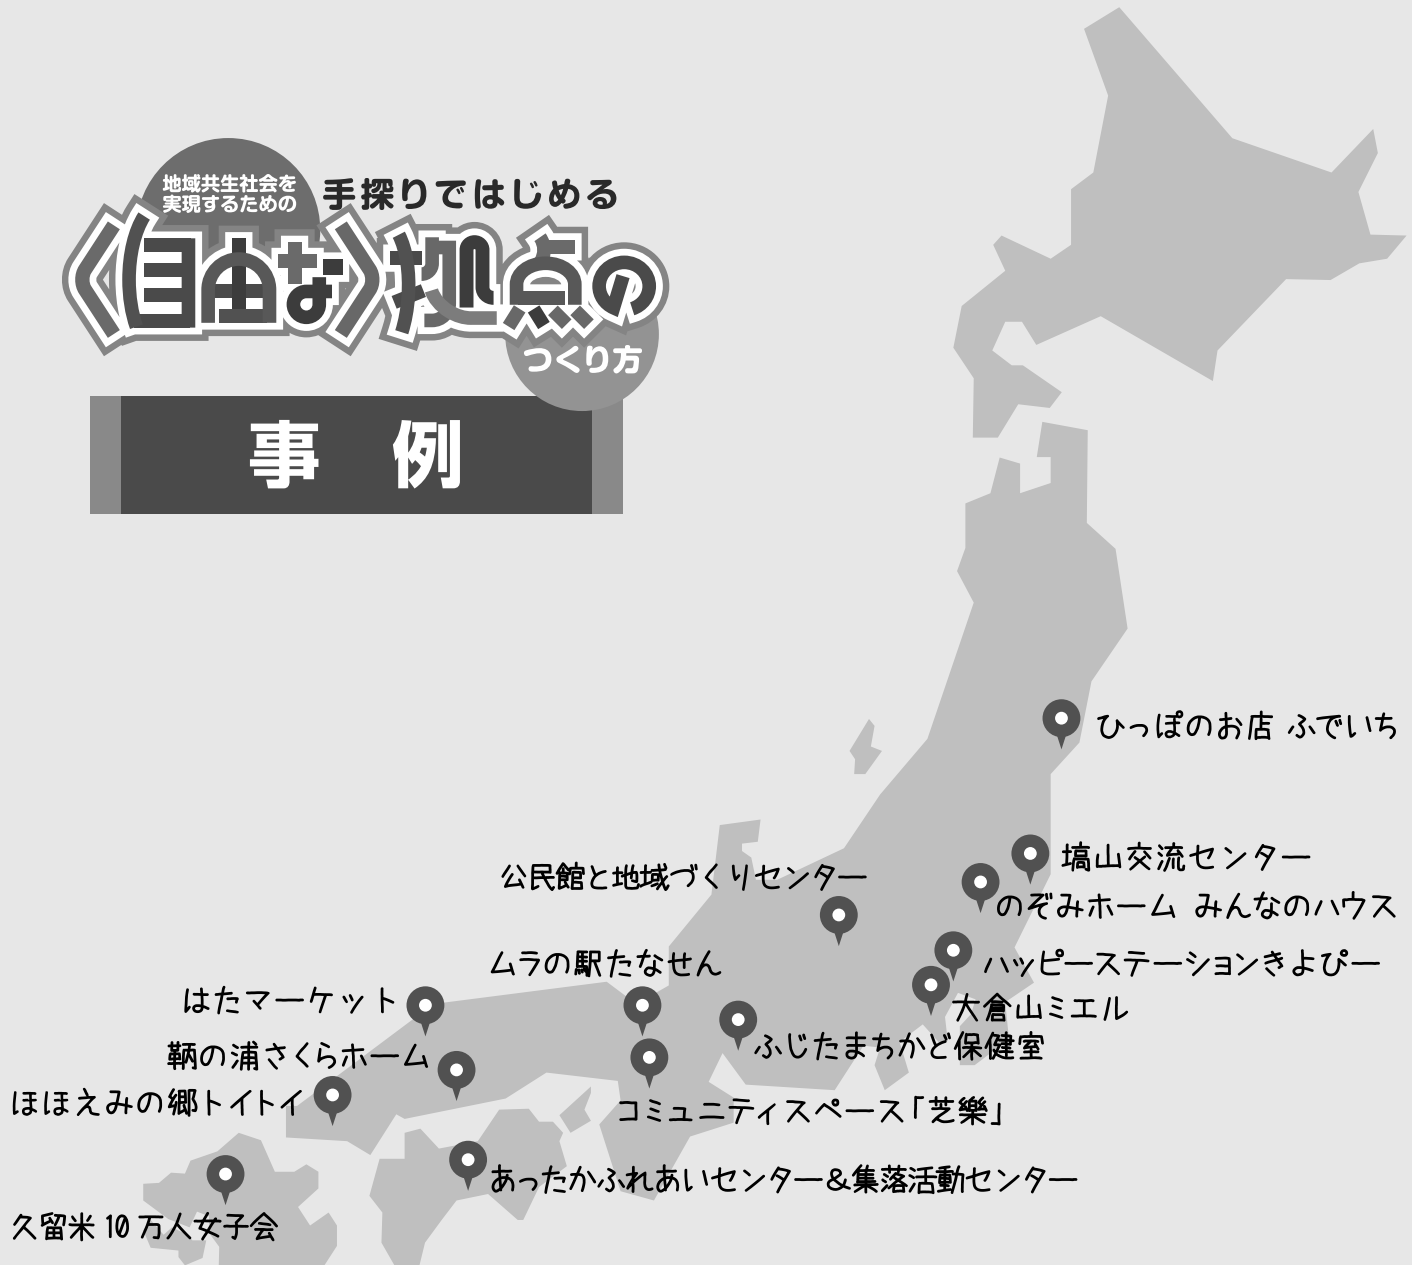 地域共生社会を
実現するための
手探りではじめる
〈自由な〉拠点の
つくり方
事 例
ひっぽのお店 ふでいち
塙山交流センター
公民館と地域づくりセンター
のぞみホーム みんなのハウス
ムラの駅たなせん
ハッピーステーションきよぴー
はたマーケット
大倉山ミエル
ふじたまちかど保健室
鞆の浦さくらホーム
ほほえみの郷トイトイ
コミュニティスペース「芝樂」
あったかふれあいセンター&集落活動センター
久留米 10 万人女子会